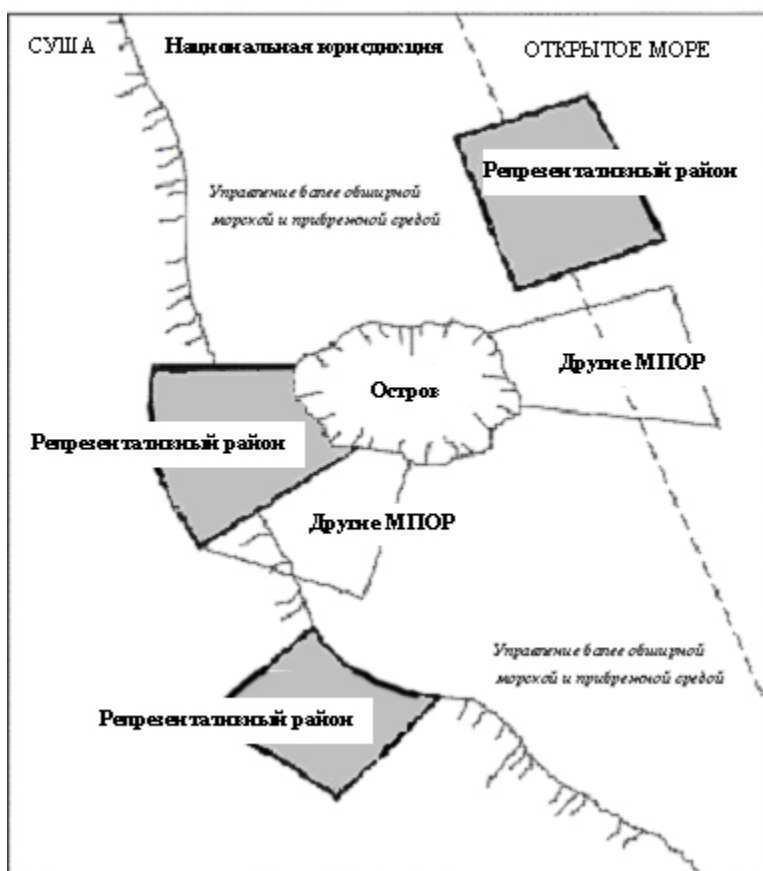 СУША
Национальная юрисдикция
ОТКРЫТОЕ МОРЕ
Репрезентативный район
Управление более обширной
морской и прибрежной средой
Другие МПОР
Остров
Репрезентативный район
Другие МПОР
Управление более обширной
морской и прибрежной средой
Репрезентативный район